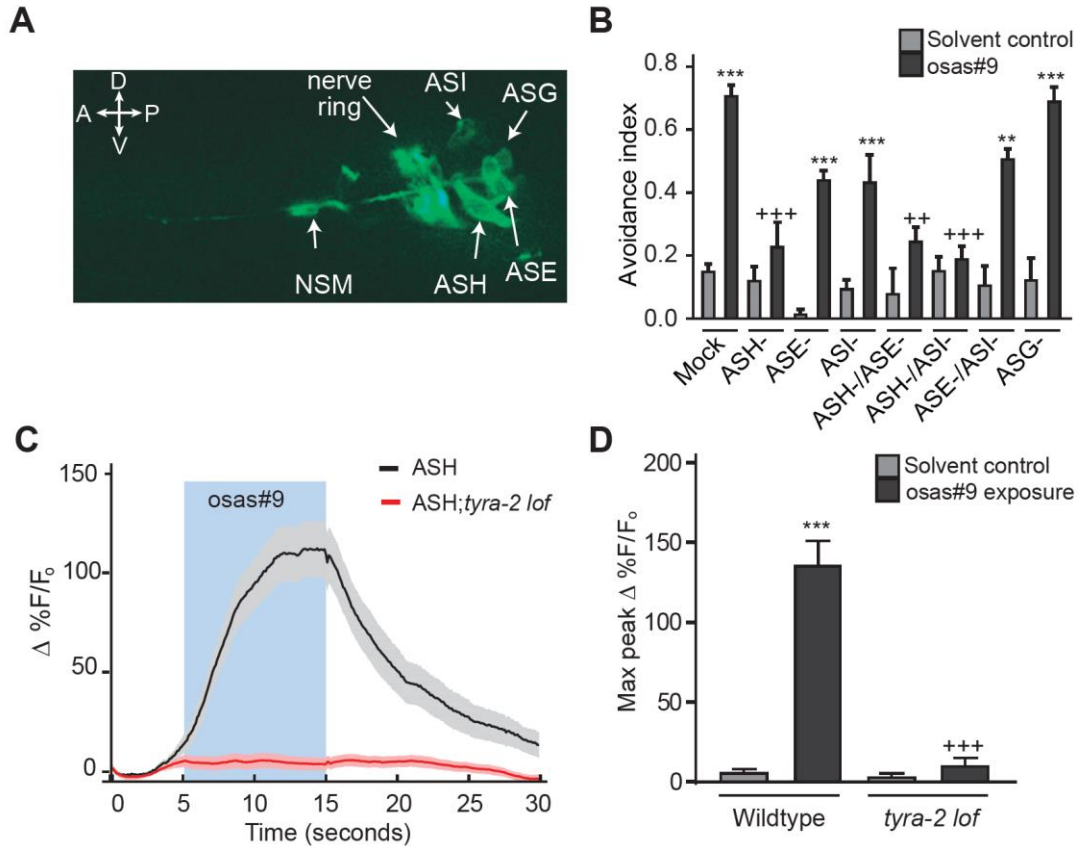 A
D
A P
V
nerve
ring
ASI
ASG
NSM
ASH
ASE
B
Solvent control
osas#9
Avoidance index
0.8
0.6
0.4
0.2
0.0
***
+++
***
***
++
+++
**
***
Mock
ASH-
ASE-
ASI-
ASH-/ASE-
ASH-/ASI-
ASE-/ASI-
ASG-
C
ASH
ASH;tyra-2 lof
osas#9
Δ %F/Fo
150
100
50
0
0 5 10 15 20 25 30
Time (seconds)
D
Solvent control
osas#9 exposure
Max peak Δ %F/Fo
200
150
100
50
0
***
+++
Wildtype
tyra-2 lof